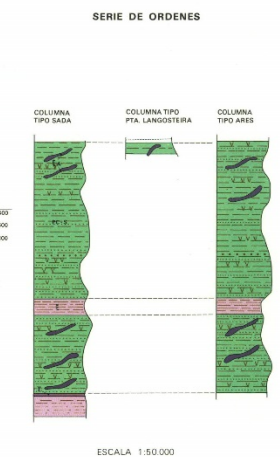 SERIE DE ORDENES
COLUMNA
TIPO SADA
COLUMNA TIPO
PTA. LANGOSTEIRA
COLUMNA
TIPO ARES
ESCALA 1:50.000